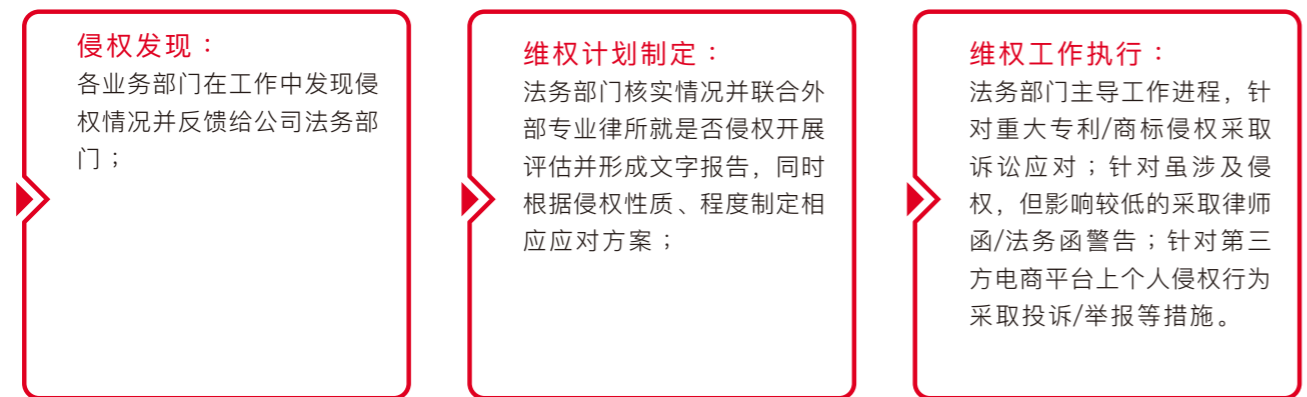 侵权发现：
各业务部门在工作中发现侵
权情况并反馈给公司法务部
门；
维权计划制定：
法务部门核实情况并联合外
部专业律所就是否侵权开展
评估并形成文字报告，同时
根据侵权性质、程度制定相
应应对方案；
维权工作执行：
法务部门主导工作进程，针
对重大专利/商标侵权采取
诉讼应对；针对虽涉及侵
权，但影响较低的采取律师
函/法务函警告；针对第三
方电商平台上个人侵权行为
采取投诉/举报等措施。